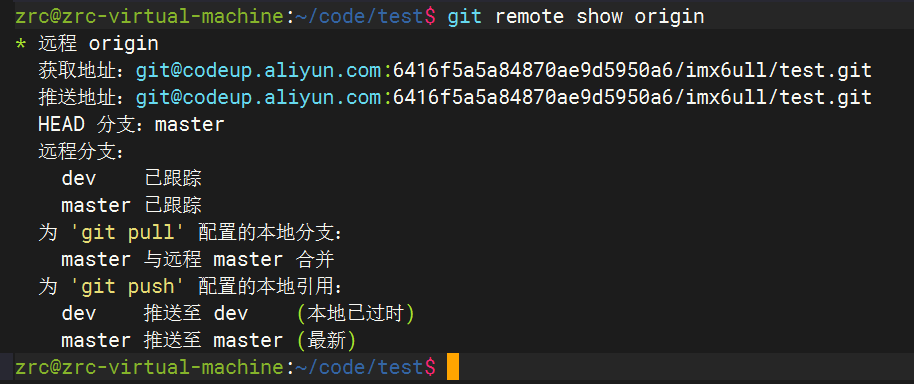 zrc@zrc-virtual-machine:~/code/test$ git remote show origin
* 远程 origin
  获取地址：git@codeup.aliyun.com:6416f5a5a84870ae9d5950a6/imx6ull/test.git
  推送地址：git@codeup.aliyun.com:6416f5a5a84870ae9d5950a6/imx6ull/test.git
  HEAD 分支：master
  远程分支：
    dev    已跟踪
    master 已跟踪
  为 'git pull' 配置的本地分支：
    master 与远程 master 合并
  为 'git push' 配置的本地引用：
    dev    推送至 dev    (本地已过时)
    master 推送至 master (最新)
zrc@zrc-virtual-machine:~/code/test$